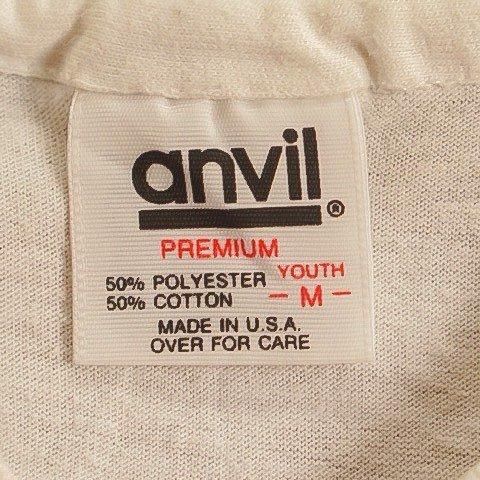 anvil®
PREMIUM
50% POLYESTER
50% COTTON
YOUTH
- M -
MADE IN U.S.A.
OVER FOR CARE